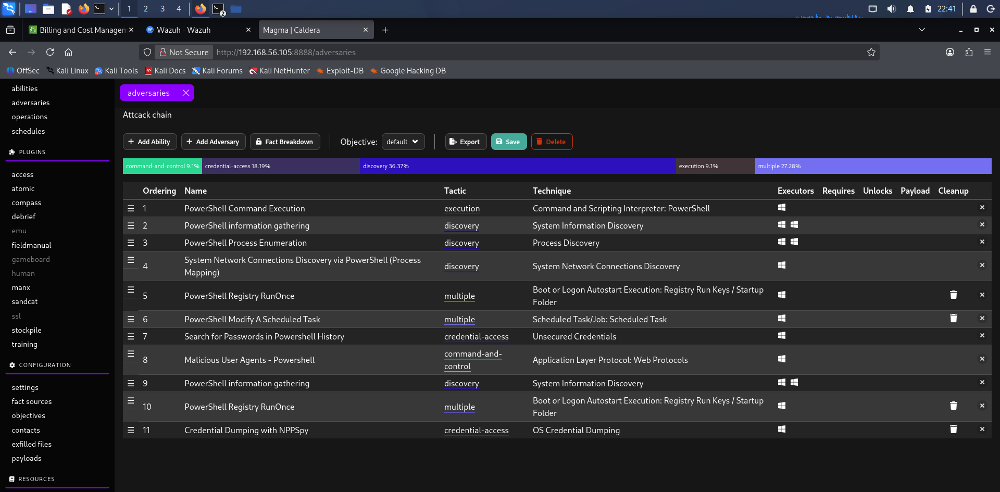 1 2 3 4 2 22:41
Billing and Cost Managem Wazuh - Wazuh Magma | Caldera
Not Secure http://192.168.56.105:8888/adversaries
OffSec Kali Linux Kali Tools Kali Docs Kali Forums Kali NetHunter Exploit-DB Google Hacking DB
abilities
adversaries
operations
schedules
PLUGINS
access
atomic
compass
debrief
emu
fieldmanual
gameboard
human
manx
sandcat
ssl
stockpile
training
CONFIGURATION
settings
fact sources
objectives
contacts
exfilled files
payloads
RESOURCES
adversaries
Attcack chain
Add Ability Add Adversary Fact Breakdown Objective: default Export Save Delete
command-and-control 9.1% credential-access 18.19% discovery 36.37% execution 9.1% multiple 27.28%
Ordering Name Tactic Technique Executors Requires Unlocks Payload Cleanup
1 PowerShell Command Execution execution Command and Scripting Interpreter: PowerShell
2 PowerShell information gathering discovery System Information Discovery
3 PowerShell Process Enumeration discovery Process Discovery
4 System Network Connections Discovery via PowerShell (Process
Mapping) discovery System Network Connections Discovery
5 PowerShell Registry RunOnce multiple Boot or Logon Autostart Execution: Registry Run Keys / Startup
Folder
6 PowerShell Modify A Scheduled Task multiple Scheduled Task/Job: Scheduled Task
7 Search for Passwords in Powershell History credential-access Unsecured Credentials
8 Malicious User Agents - Powershell command-and-
control Application Layer Protocol: Web Protocols
9 PowerShell information gathering discovery System Information Discovery
10 PowerShell Registry RunOnce multiple Boot or Logon Autostart Execution: Registry Run Keys / Startup
Folder
11 Credential Dumping with NPPSpy credential-access OS Credential Dumping